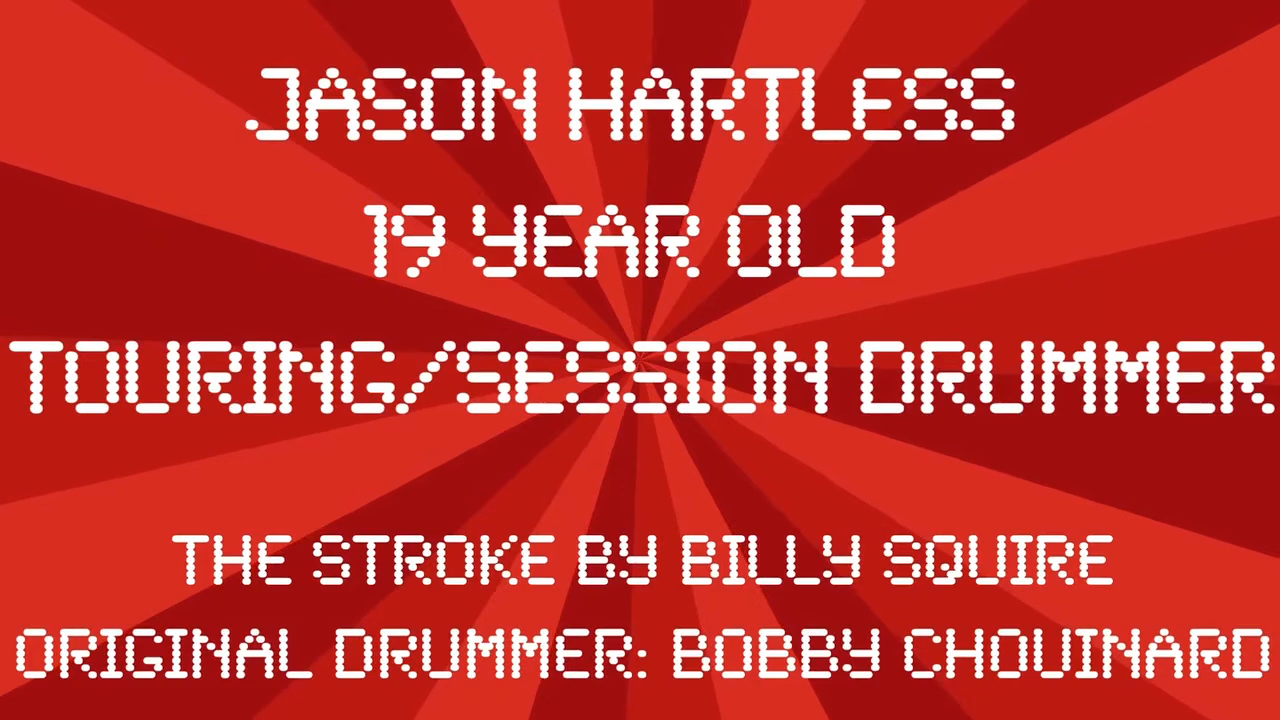 JASON HARTLESS
19 YEAR OLD
TOURING/SESSION DRUMMER
THE STROKE BY BILLY SQUIRE
ORIGINAL DRUMMER: BOBBY CHOUINARD